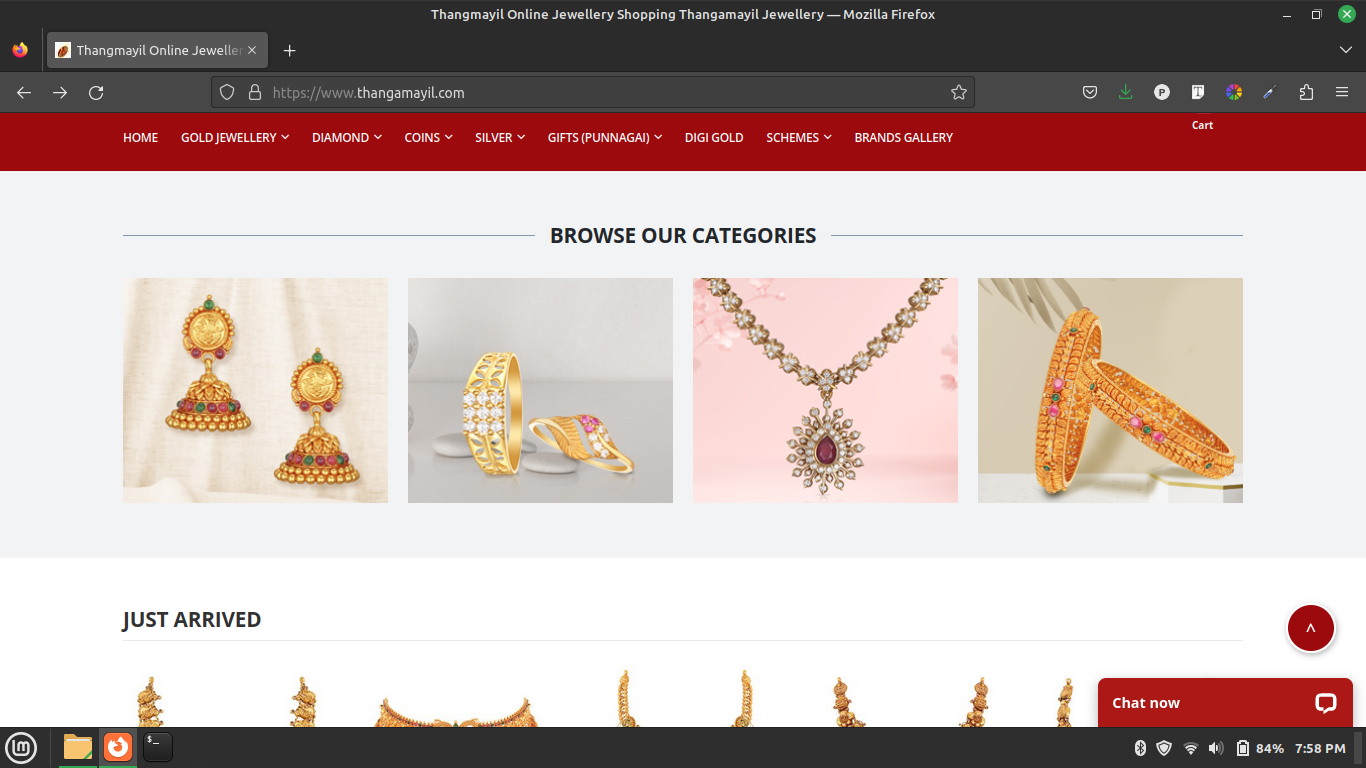 Thangmayil Online Jewellery Shopping Thangamayil Jewellery — Mozilla Firefox
Thangmayil Online Jeweller
https://www.thangamayil.com
P
T
Cart
HOME GOLD JEWELLERY DIAMOND COINS SILVER GIFTS (PUNNAGAI) DIGI GOLD SCHEMES BRANDS GALLERY
BROWSE OUR CATEGORIES
JUST ARRIVED
^
Chat now
$_
84% 7:58 PM